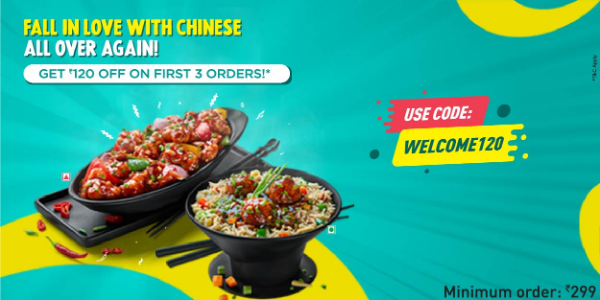 FALL IN LOVE WITH CHINESE
ALL OVER AGAIN!
GET ₹120 OFF ON FIRST 3 ORDERS!*
USE CODE:
WELCOME120
*T&C Apply
Minimum order: ₹299